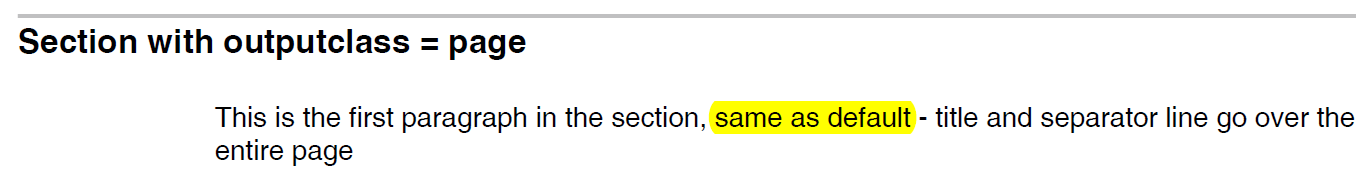 Section with outputclass = page
This is the first paragraph in the section, same as default - title and separator line go over the
entire page